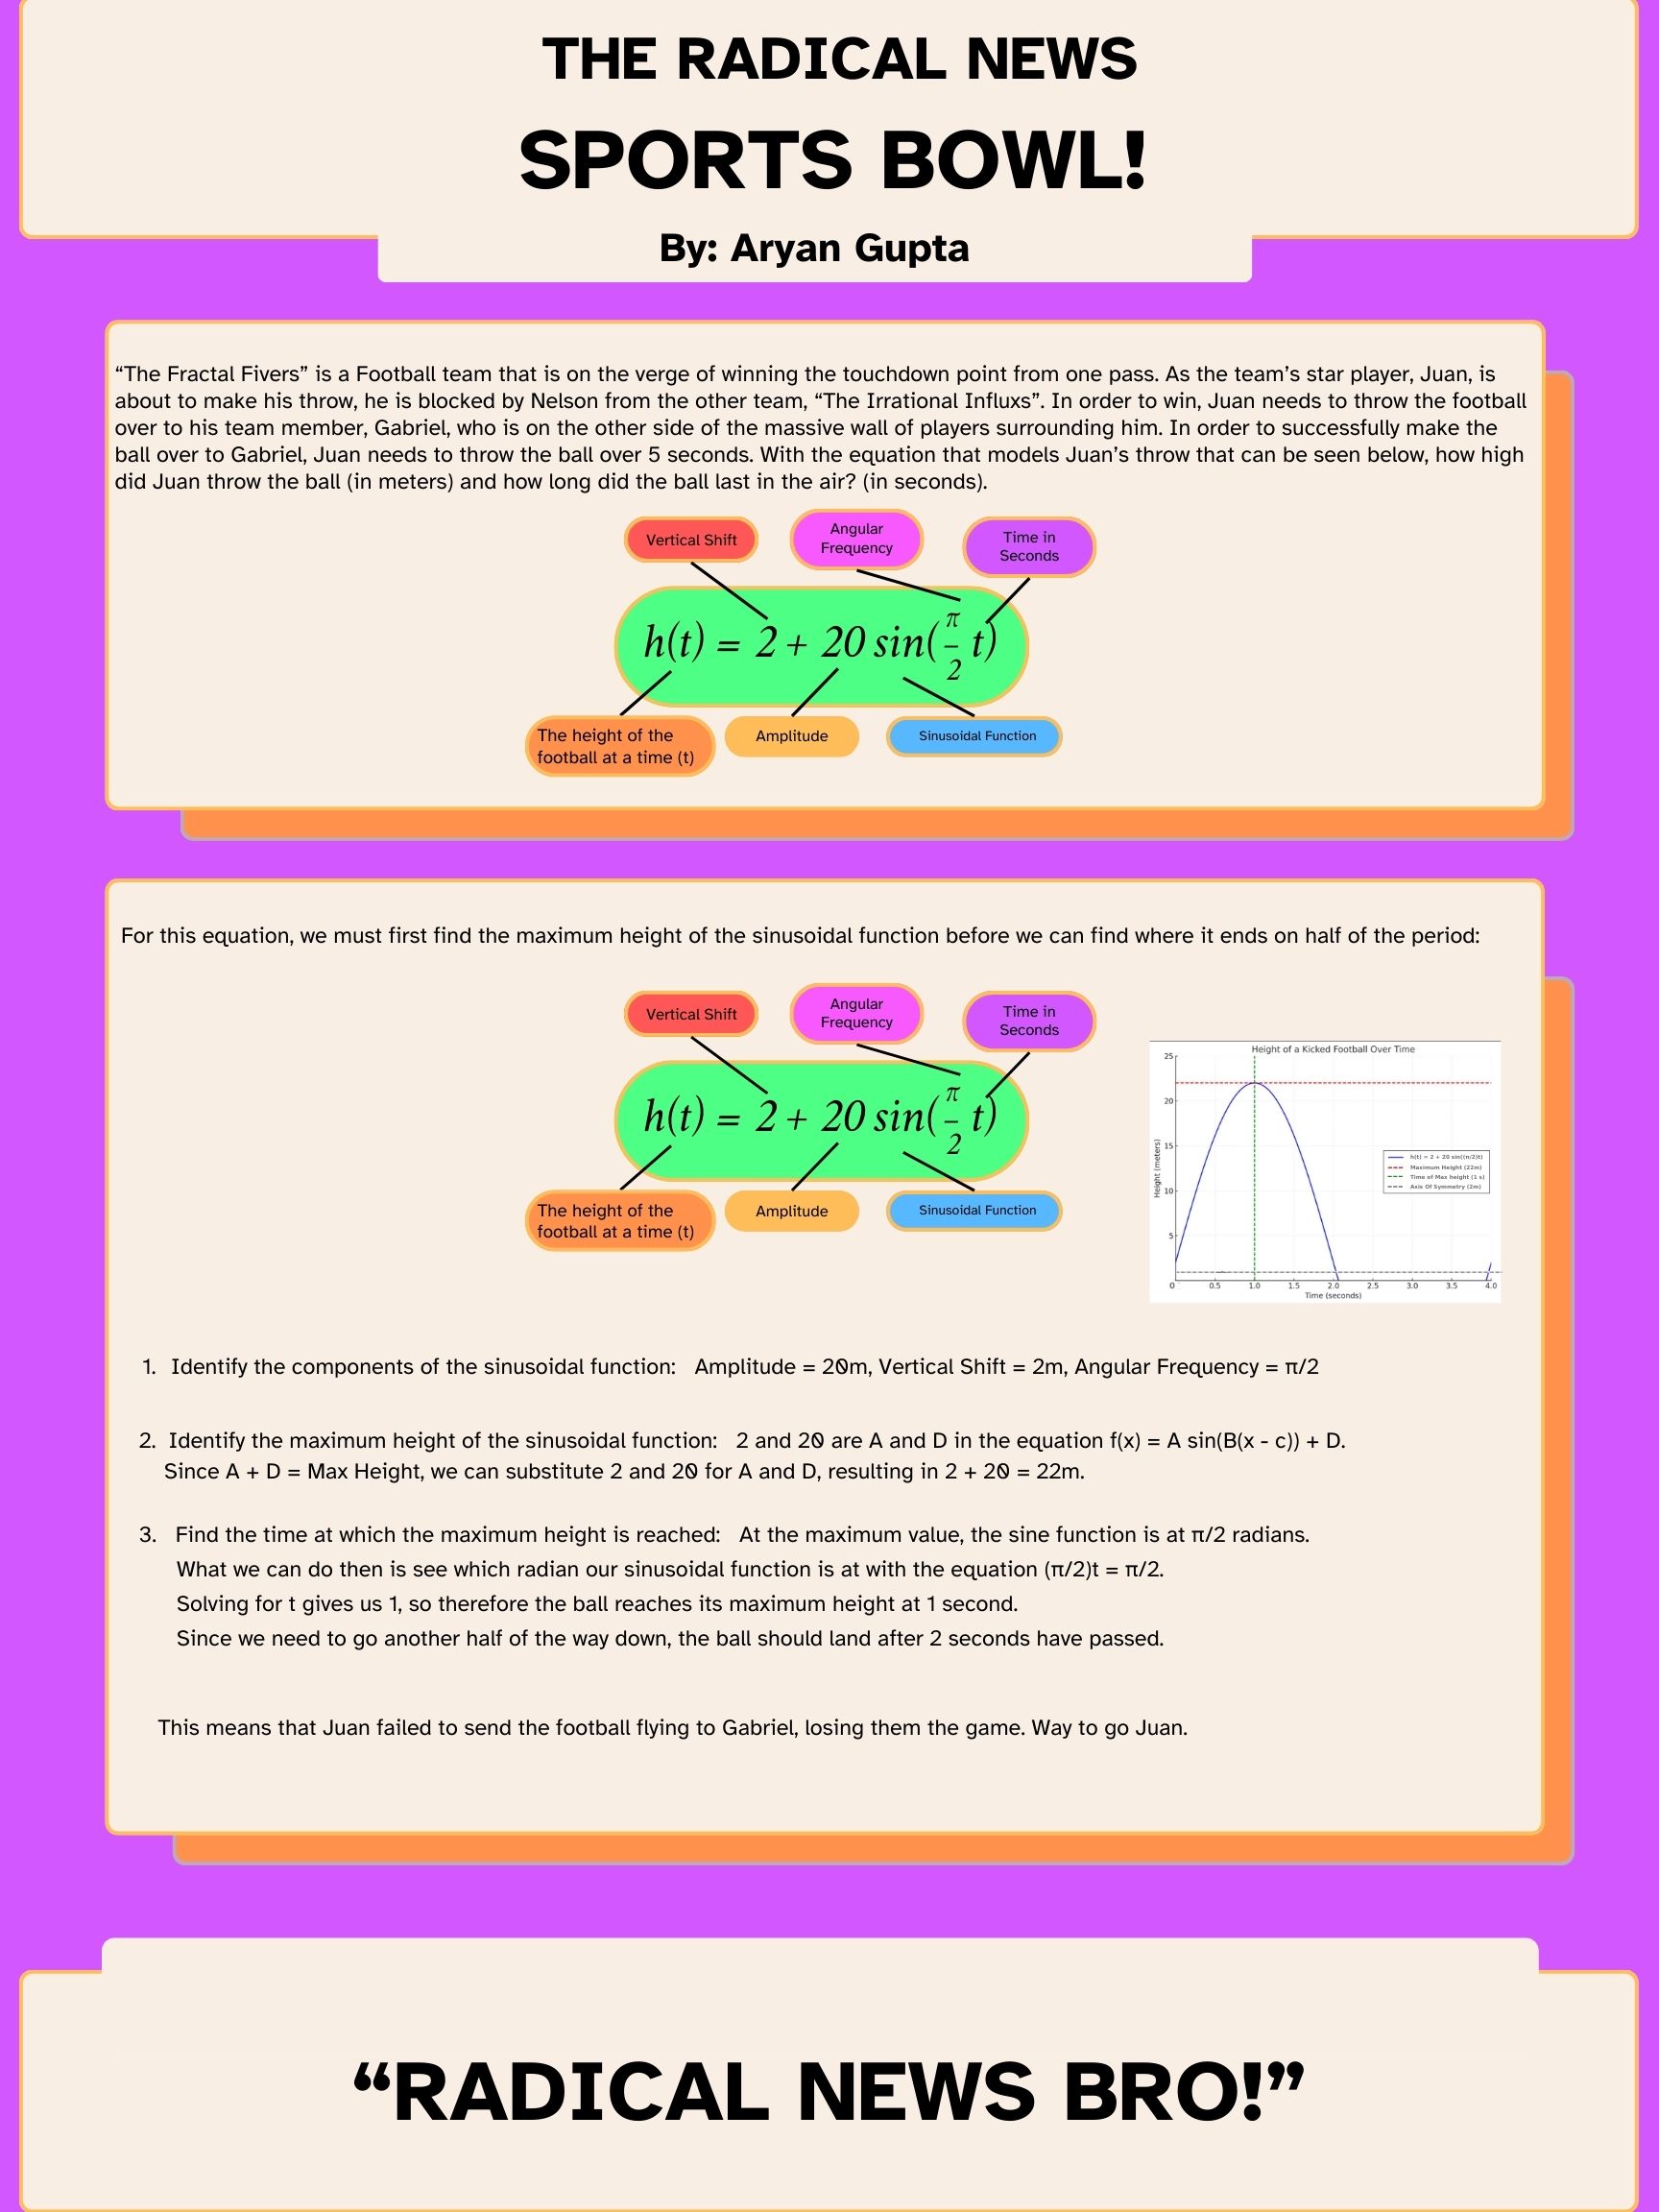 THE RADICAL NEWS
SPORTS BOWL!
By: Aryan Gupta
“The Fractal Fivers” is a Football team that is on the verge of winning the touchdown point from one pass. As the team’s star player, Juan, is
about to make his throw, he is blocked by Nelson from the other team, “The Irrational Influxs”. In order to win, Juan needs to throw the football
over to his team member, Gabriel, who is on the other side of the massive wall of players surrounding him. In order to successfully make the
ball over to Gabriel, Juan needs to throw the ball over 5 seconds. With the equation that models Juan’s throw that can be seen below, how high
did Juan throw the ball (in meters) and how long did the ball last in the air? (in seconds).
Vertical Shift
Angular
Frequency
Time in
Seconds
h(t) = 2 + 20 sin(π/2 t)
The height of the
football at a time (t)
Amplitude
Sinusoidal Function
For this equation, we must first find the maximum height of the sinusoidal function before we can find where it ends on half of the period:
Vertical Shift
Angular
Frequency
Time in
Seconds
h(t) = 2 + 20 sin(π/2 t)
The height of the
football at a time (t)
Amplitude
Sinusoidal Function
Height of a Kicked Football Over Time
25
20
15
10
5
Height (meters)
h(t) = 2 + 20 sin((π/2)t)
Maximum Height (22m)
Time of Max height (1 s)
Axis Of Symmetry (2m)
0 0.5 1.0 1.5 2.0 2.5 3.0 3.5 4.0
Time (seconds)
1. Identify the components of the sinusoidal function: Amplitude = 20m, Vertical Shift = 2m, Angular Frequency = π/2
2. Identify the maximum height of the sinusoidal function: 2 and 20 are A and D in the equation f(x) = A sin(B(x - c)) + D.
Since A + D = Max Height, we can substitute 2 and 20 for A and D, resulting in 2 + 20 = 22m.
3. Find the time at which the maximum height is reached: At the maximum value, the sine function is at π/2 radians.
What we can do then is see which radian our sinusoidal function is at with the equation (π/2)t = π/2.
Solving for t gives us 1, so therefore the ball reaches its maximum height at 1 second.
Since we need to go another half of the way down, the ball should land after 2 seconds have passed.
This means that Juan failed to send the football flying to Gabriel, losing them the game. Way to go Juan.
“RADICAL NEWS BRO!”